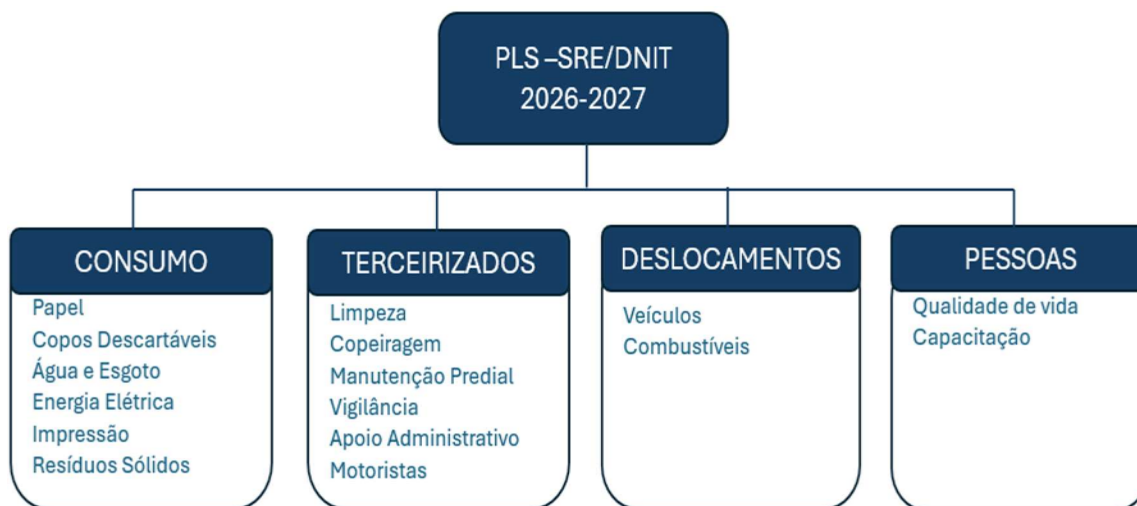 PLS –SRE/DNIT
2026-2027
CONSUMO
Papel
Copos Descartáveis
Água e Esgoto
Energia Elétrica
Impressão
Resíduos Sólidos
TERCEIRIZADOS
Limpeza
Copeiragem
Manutenção Predial
Vigilância
Apoio Administrativo
Motoristas
DESLOCAMENTOS
Veículos
Combustíveis
PESSOAS
Qualidade de vida
Capacitação